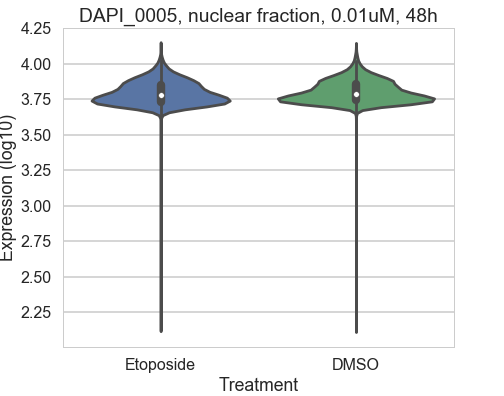 DAPI_0005, nuclear fraction, 0.01uM, 48h
4.25
4.00
3.75
3.50
3.25
3.00
2.75
2.50
2.25
Expression (log10)
Etoposide
DMSO
Treatment